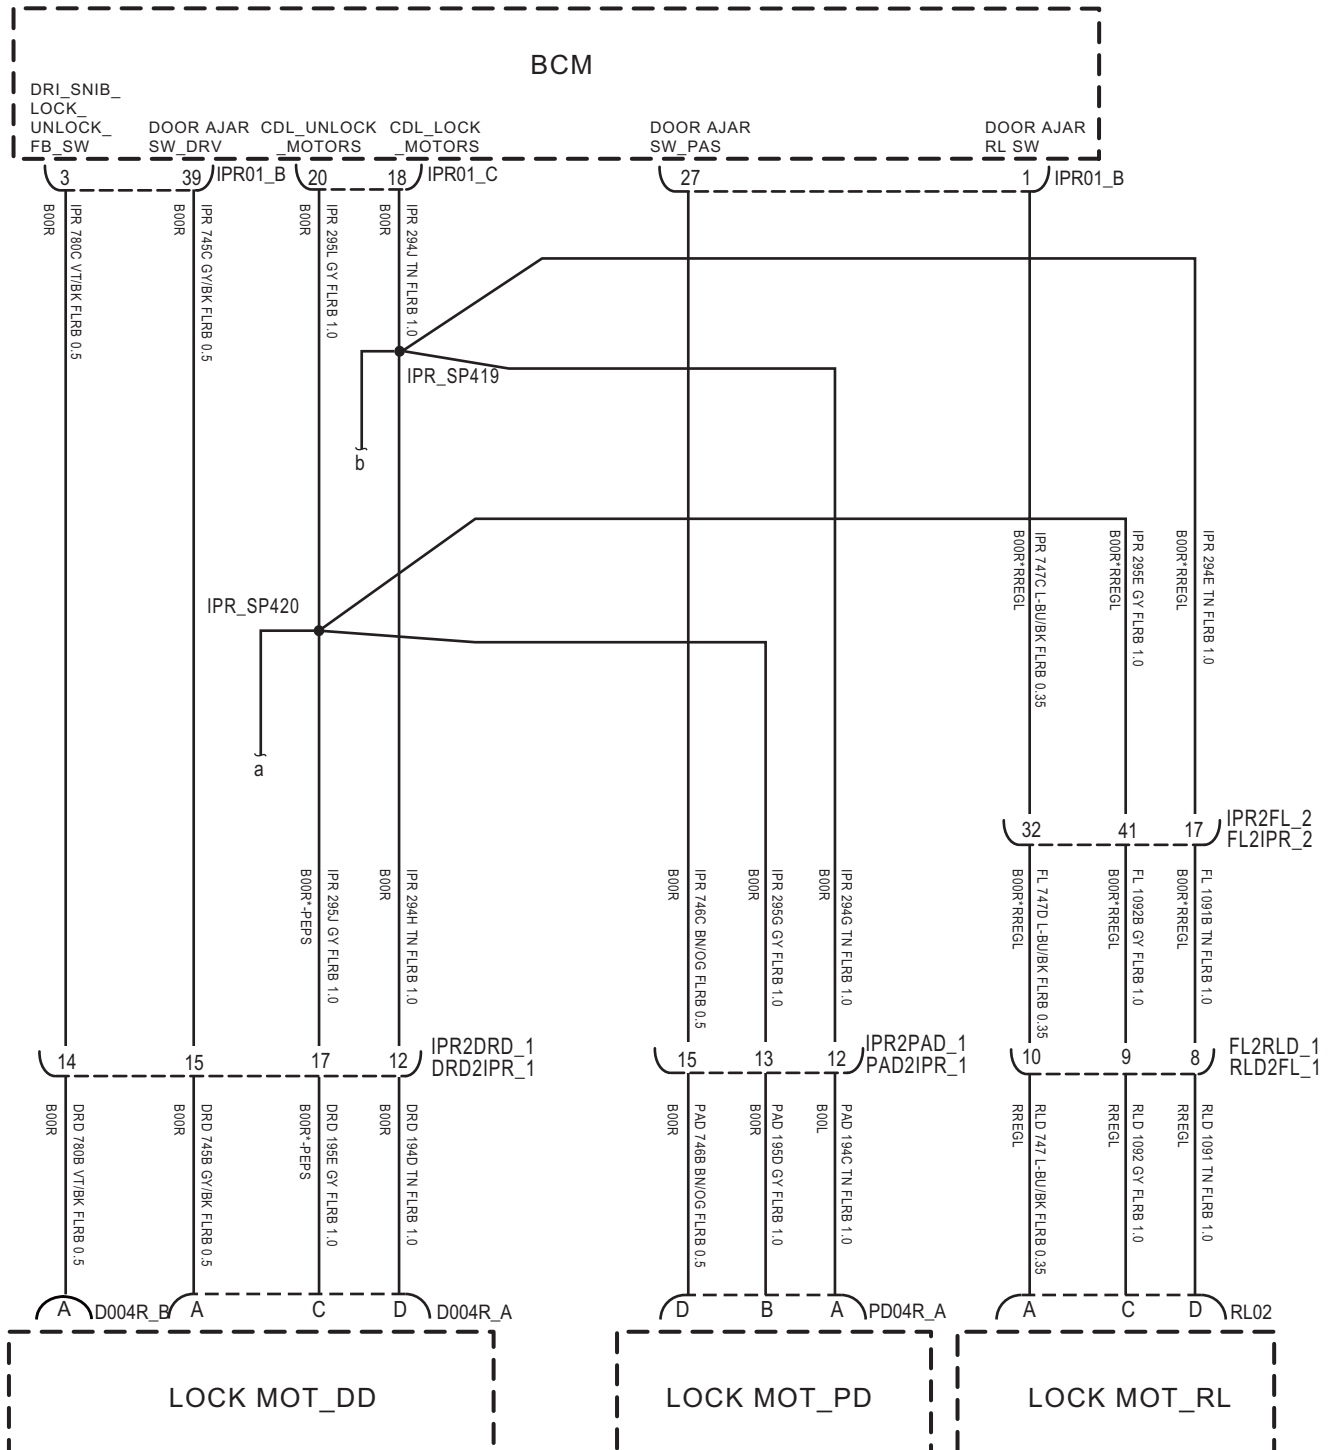 BCM
DRI_SNIB_
LOCK_
UNLOCK_
FB_SW
DOOR AJAR
SW_DRV
CDL_UNLOCK
_MOTORS
CDL_LOCK
_MOTORS
DOOR AJAR
SW_PAS
DOOR AJAR
RL SW
3
39
IPR01_B
20
18
IPR01_C
27
1
IPR01_B
IPR 780C VT/BK FLRB 0.5
B00R
IPR 745C GY/BK FLRB 0.5
B00R
IPR 295L GY FLRB 1.0
B00R
IPR 294J TN FLRB 1.0
B00R
IPR_SP419
b
IPR 747C L-BU/BK FLRB 0.35
B00R*RREGL
IPR 295E GY FLRB 1.0
B00R*RREGL
IPR 294E TN FLRB 1.0
B00R*RREGL
IPR_SP420
a
32
41
17
IPR2FL_2
FL2IPR_2
IPR 295J GY FLRB 1.0
B00R*-PEPS
IPR 294H TN FLRB 1.0
B00R
IPR 746C BN/OG FLRB 0.5
B00R
IPR 295G GY FLRB 1.0
B00R
IPR 294G TN FLRB 1.0
B00R
FL 747D L-BU/BK FLRB 0.35
B00R*RREGL
FL 1092B GY FLRB 1.0
B00R*RREGL
FL 1091B TN FLRB 1.0
B00R*RREGL
14
15
17
12
IPR2DRD_1
DRD2IPR_1
15
13
12
IPR2PAD_1
PAD2IPR_1
10
9
8
FL2RLD_1
RLD2FL_1
DRD 780B VT/BK FLRB 0.5
B00R
DRD 745B GY/BK FLRB 0.5
B00R
DRD 195E GY FLRB 1.0
B00R*-PEPS
DRD 194D TN FLRB 1.0
B00R
PAD 746B BN/OG FLRB 0.5
B00R
PAD 195D GY FLRB 1.0
B00R
PAD 194C TN FLRB 1.0
B00L
RLD 747 L-BU/BK FLRB 0.35
RREGL
RLD 1092 GY FLRB 1.0
RREGL
RLD 1091 TN FLRB 1.0
RREGL
A
D004R_B
A
C
D
D004R_A
D
B
A
PD04R_A
A
C
D
RL02
LOCK MOT_DD
LOCK MOT_PD
LOCK MOT_RL